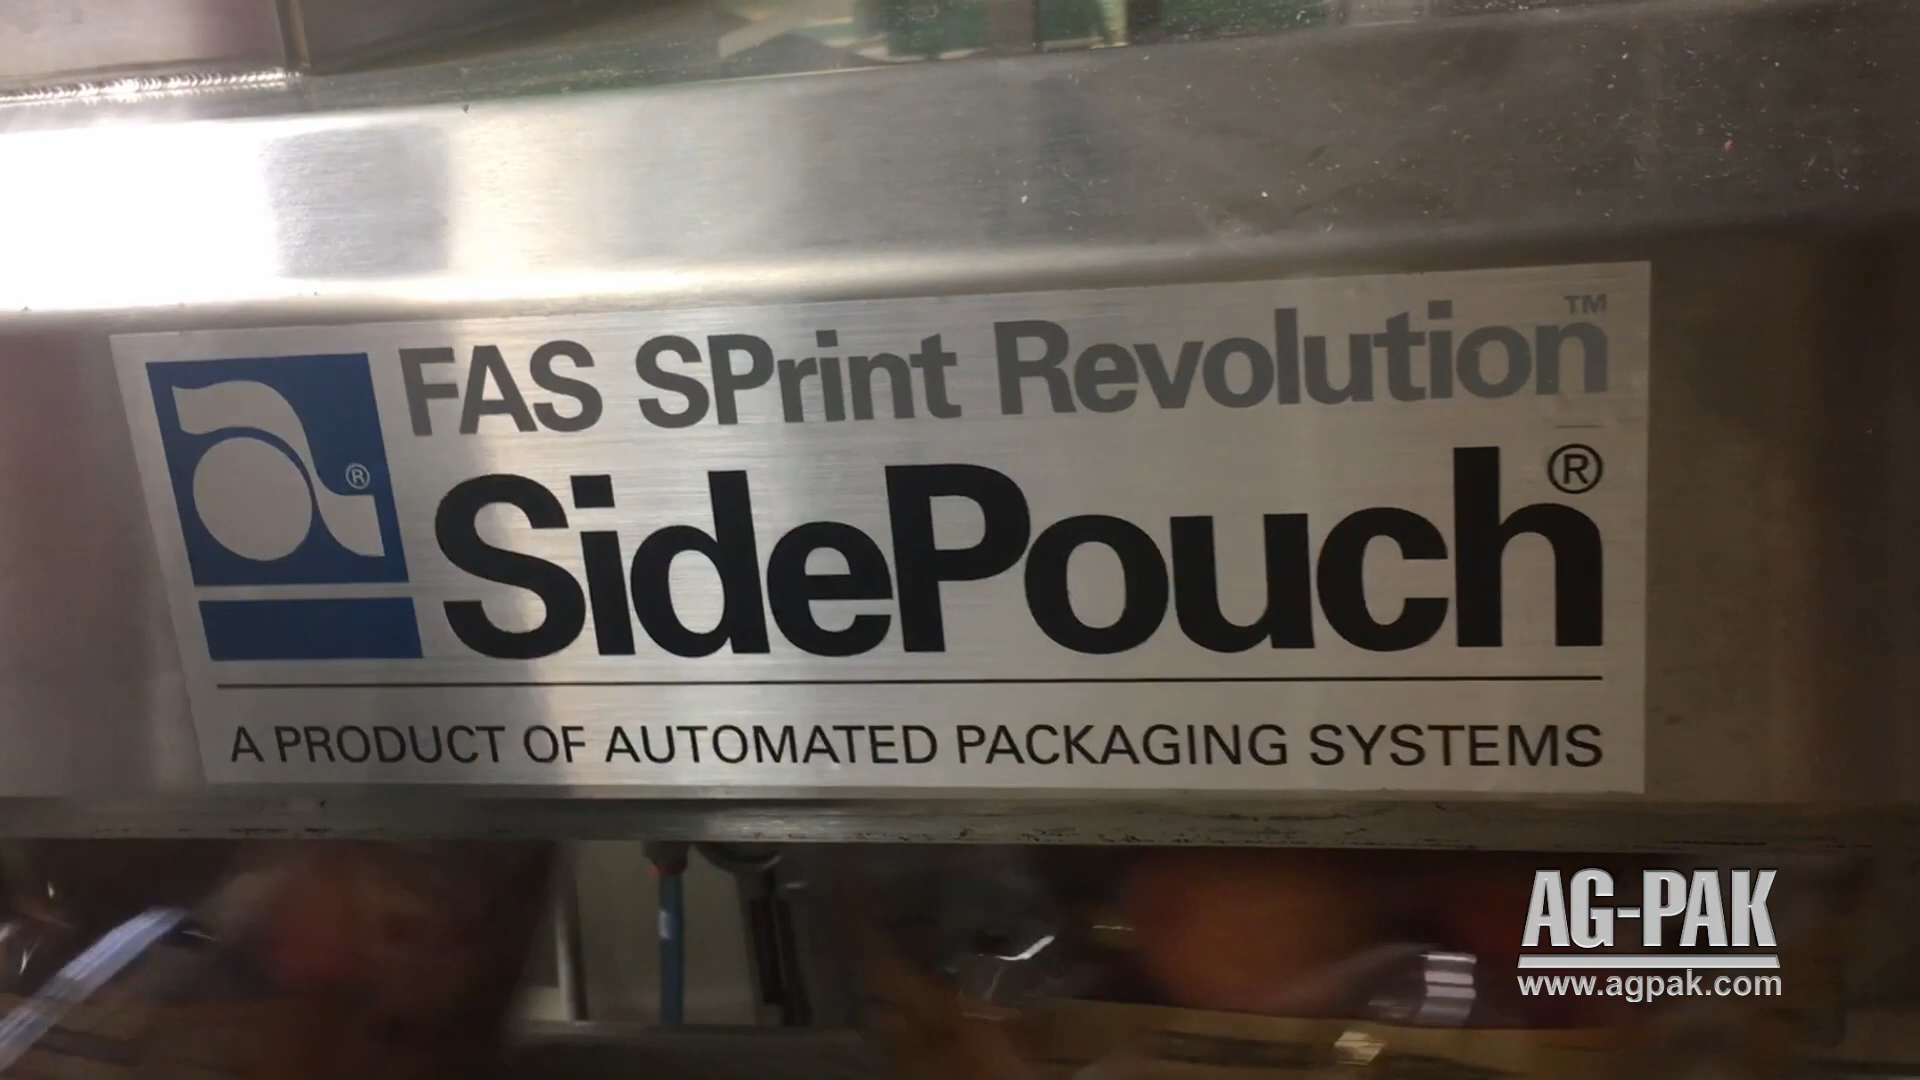 FAS SPrint Revolution™
SidePouch®
®
A PRODUCT OF AUTOMATED PACKAGING SYSTEMS
AG-PAK
www.agpak.com